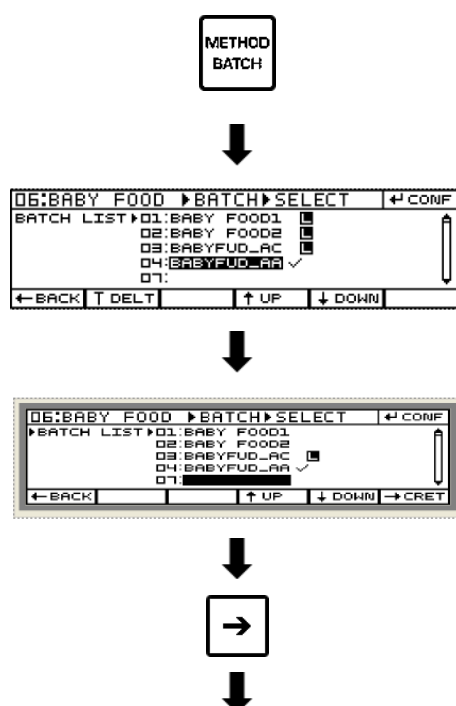 METHOD
BATCH
06:BABY FOOD ▶BATCH▶SELECT ↵ CONF
BATCH LIST▶01:BABY FOOD1 L
02:BABY FOOD2 L
03:BABYFUD_AC L
04:BABYFUD_AA ✓
07:
←BACK T DELT ↑ UP ↓ DOWN
06:BABY FOOD ▶BATCH▶SELECT ↵ CONF
▶BATCH LIST▶01:BABY FOOD1
02:BABY FOOD2
03:BABYFUD_AC L
04:BABYFUD_AA ✓
07:
←BACK ↑ UP ↓ DOWN →CRET
→